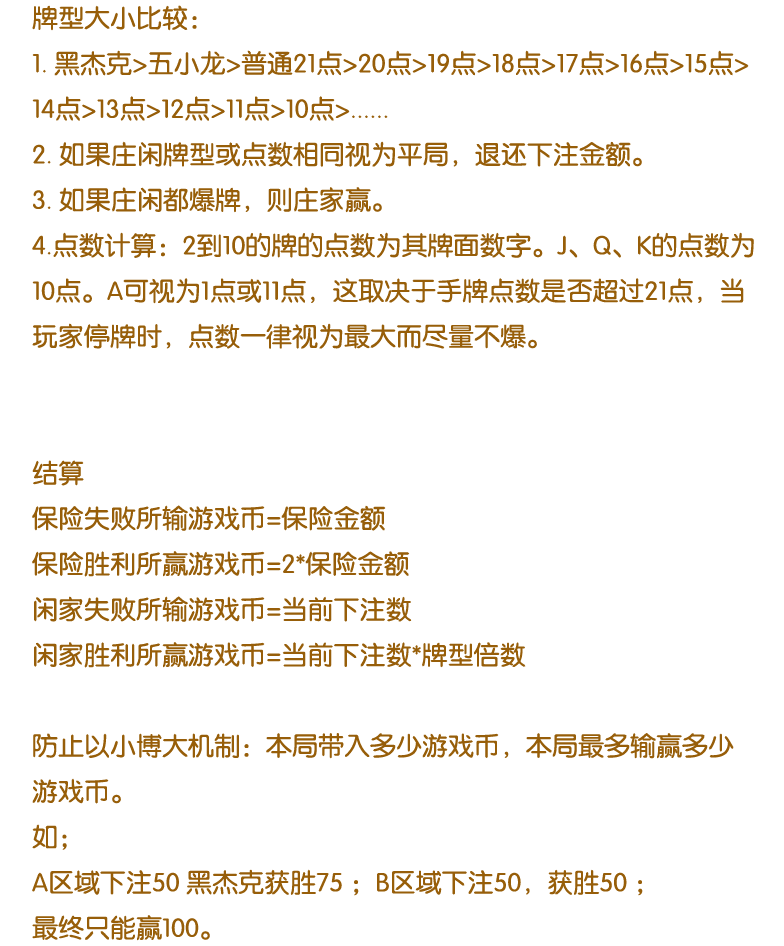 牌型大小比较：
1. 黑杰克>五小龙>普通21点>20点>19点>18点>17点>16点>15点>
14点>13点>12点>11点>10点>......
2. 如果庄闲牌型或点数相同视为平局，退还下注金额。
3. 如果庄闲都爆牌，则庄家赢。
4.点数计算：2到10的牌的点数为其牌面数字。J、Q、K的点数为
10点。A可视为1点或11点，这取决于手牌点数是否超过21点，当
玩家停牌时，点数一律视为最大而尽量不爆。
结算
保险失败所输游戏币=保险金额
保险胜利所赢游戏币=2*保险金额
闲家失败所输游戏币=当前下注数
闲家胜利所赢游戏币=当前下注数*牌型倍数
防止以小博大机制：本局带入多少游戏币，本局最多输赢多少
游戏币。
如；
A区域下注50 黑杰克获胜75 ；B区域下注50，获胜50 ；
最终只能赢100。